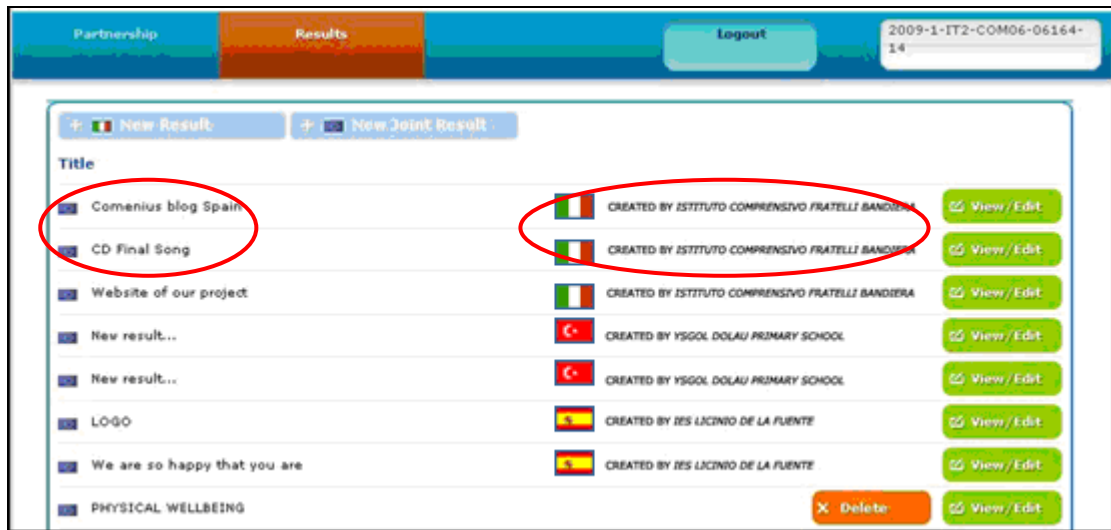 Partnership Results Logout 2009-1-IT2-COM06-06164-
14
+ New Result + New Joint Result
Title
Comenius blog Spain CREATED BY ISTITUTO COMPRENSIVO FRATELLI BANDIERA View/Edit
CD Final Song CREATED BY ISTITUTO COMPRENSIVO FRATELLI BANDIERA View/Edit
Website of our project CREATED BY ISTITUTO COMPRENSIVO FRATELLI BANDIERA View/Edit
New result... CREATED BY YSGOL DOLAU PRIMARY SCHOOL View/Edit
New result... CREATED BY YSGOL DOLAU PRIMARY SCHOOL View/Edit
LOGO CREATED BY IES LICINIO DE LA FUENTE View/Edit
We are so happy that you are CREATED BY IES LICINIO DE LA FUENTE View/Edit
PHYSICAL WELLBEING X Delete View/Edit